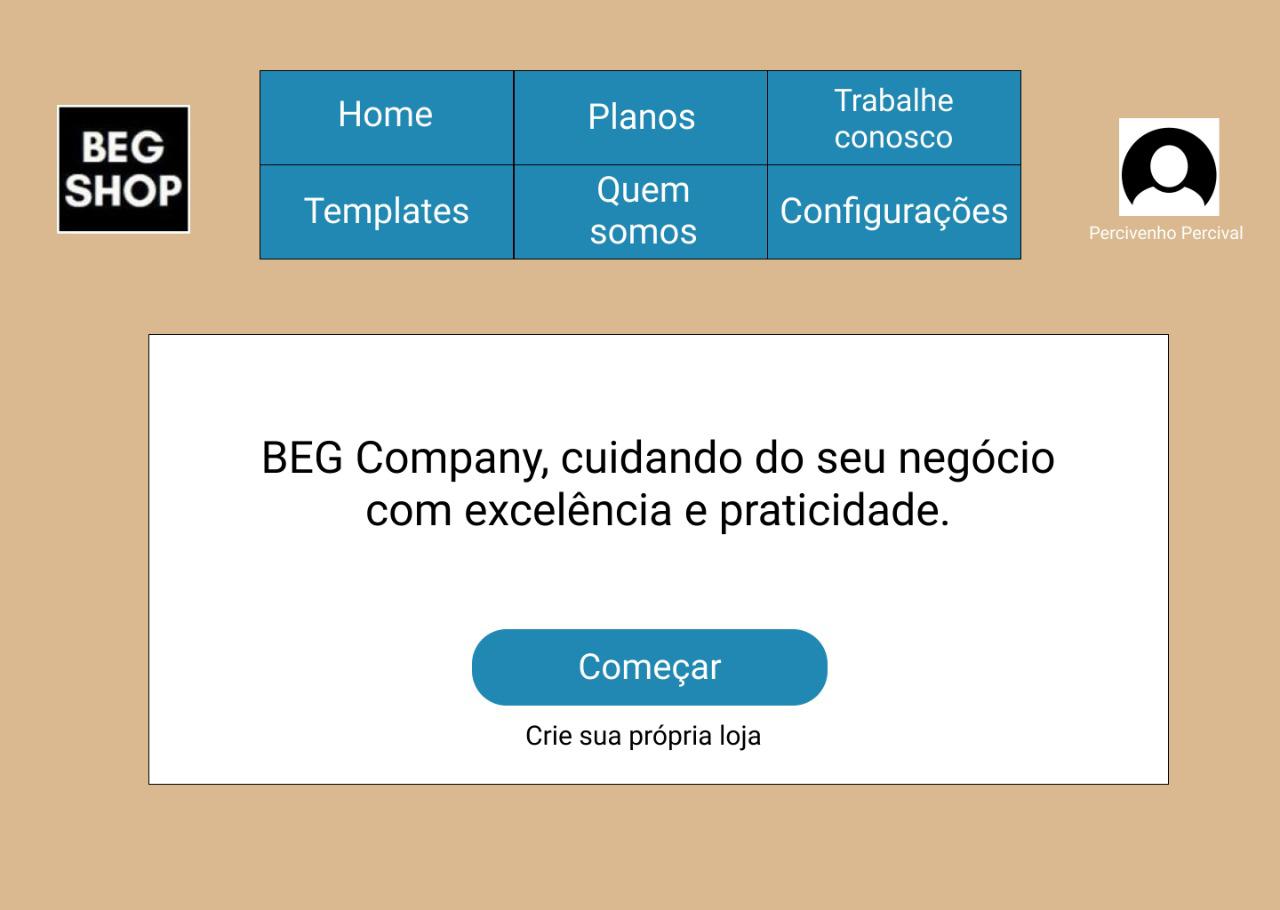 BEG
SHOP
Home
Planos
Trabalhe
conosco
Templates
Quem
somos
Configurações
Percivenho Percival
BEG Company, cuidando do seu negócio
com excelência e praticidade.
Começar
Crie sua própria loja